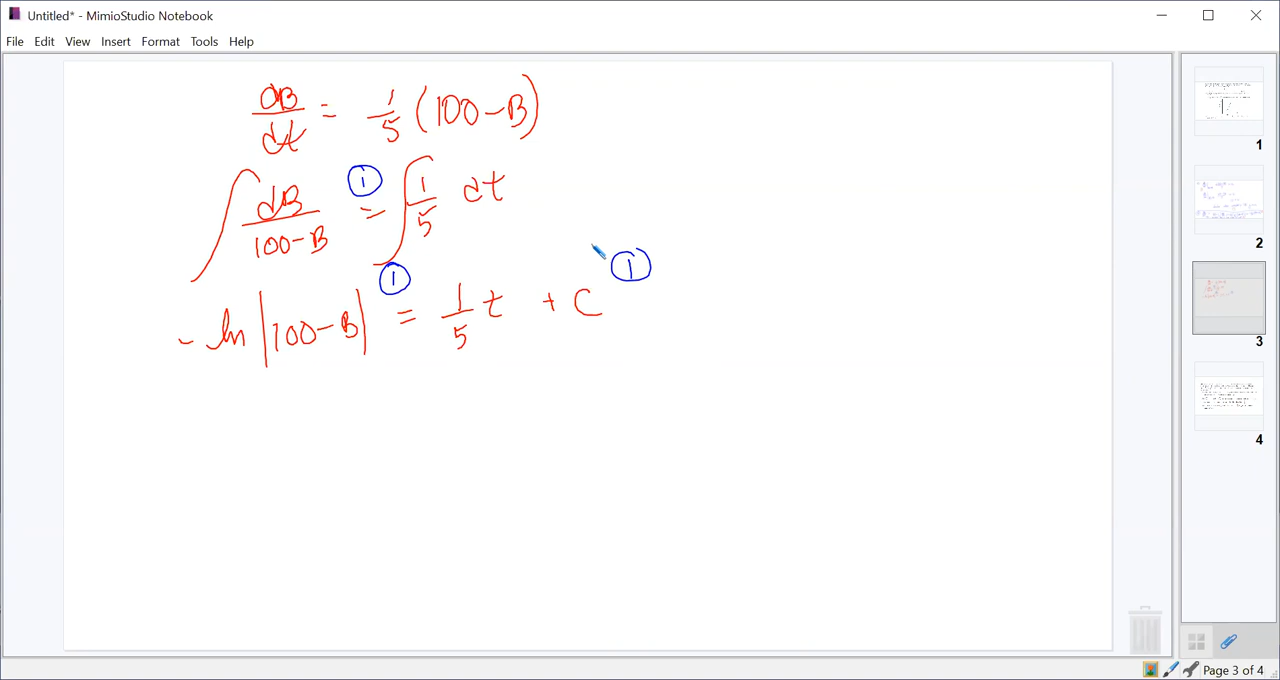 Untitled* - MimioStudio Notebook
File Edit View Insert Format Tools Help
dB/dt = 1/5 (100-B)
∫ dB/(100-B) = ∫ 1/5 dt
①
- ln |100-B| = 1/5 t + C
① ①
1
2
3
4
Page 3 of 4